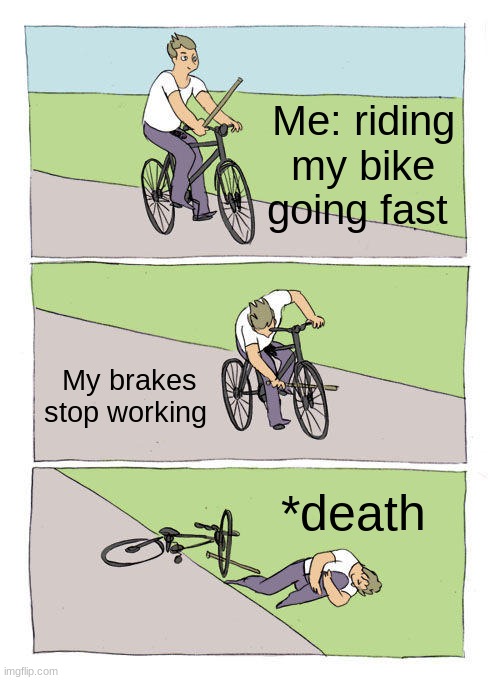 Me: riding
my bike
going fast
My brakes
stop working
*death
imgflip.com